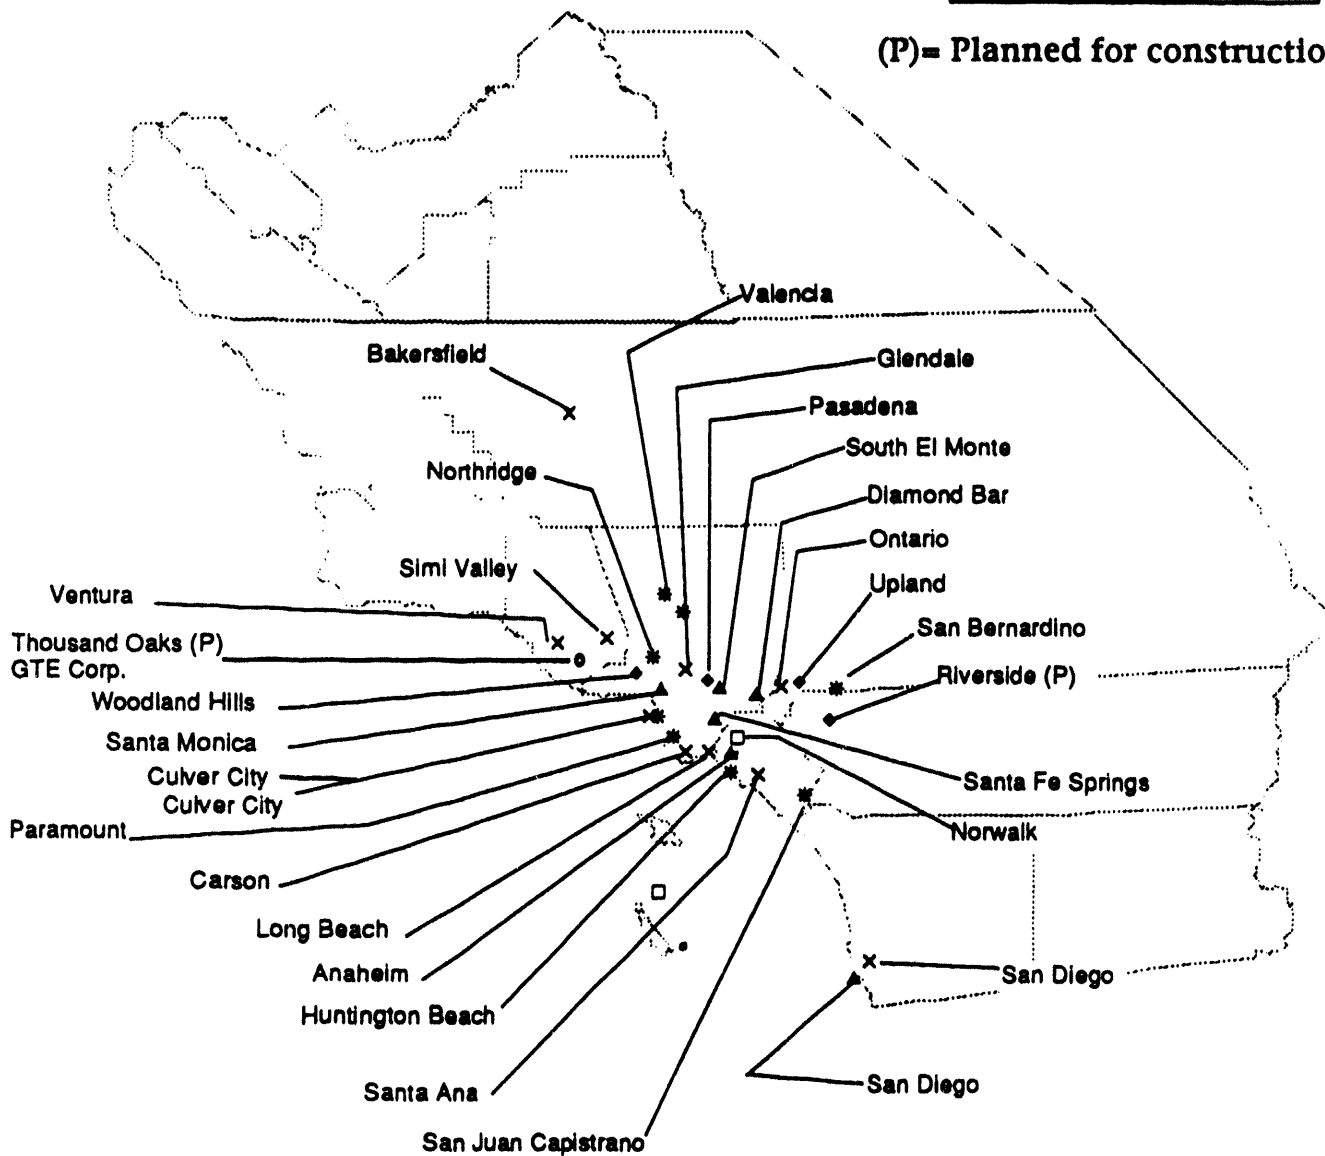 (P)= Planned for constructio
Valencia
Bakersfield
Glendale
Pasadena
South El Monte
Northridge
Diamond Bar
Ontario
Simi Valley
Upland
Ventura
San Bernardino
Thousand Oaks (P)
GTE Corp.
Riverside (P)
Woodland Hills
Santa Monica
Culver City
Santa Fe Springs
Culver City
Paramount
Norwalk
Carson
Long Beach
Anaheim
San Diego
Huntington Beach
San Diego
Santa Ana
San Juan Capistrano